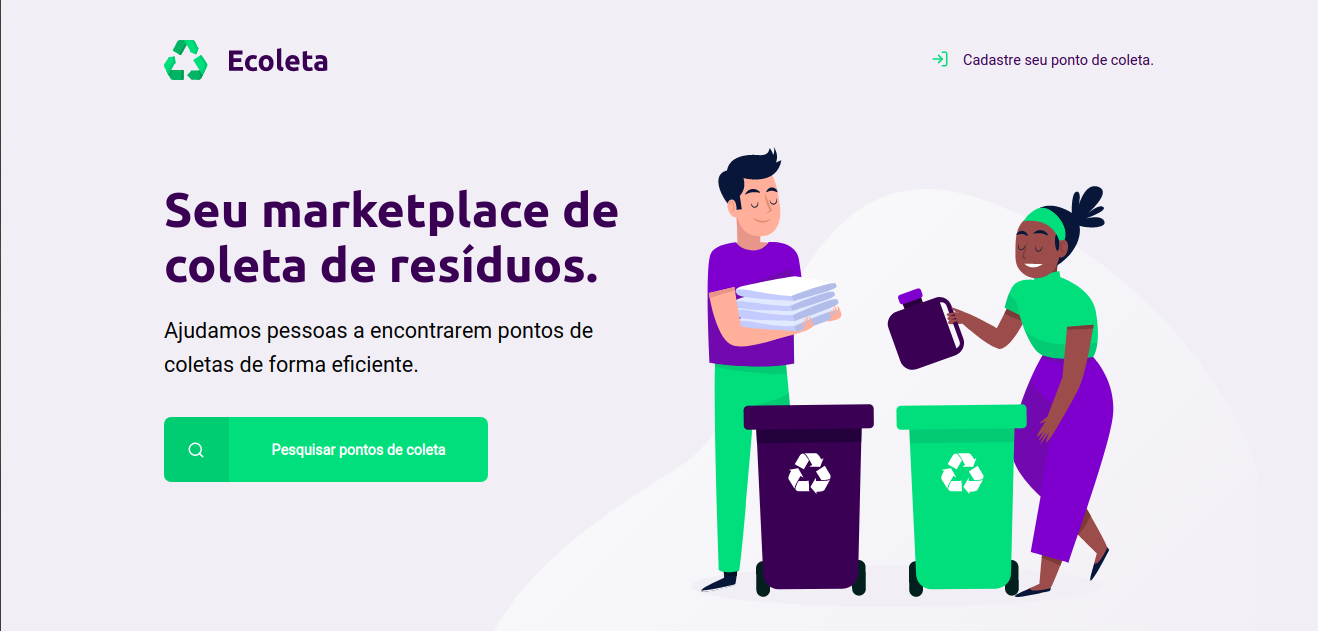 Ecoleta
Cadastre seu ponto de coleta.
Seu marketplace de
coleta de resíduos.
Ajudamos pessoas a encontrarem pontos de
coletas de forma eficiente.
Pesquisar pontos de coleta